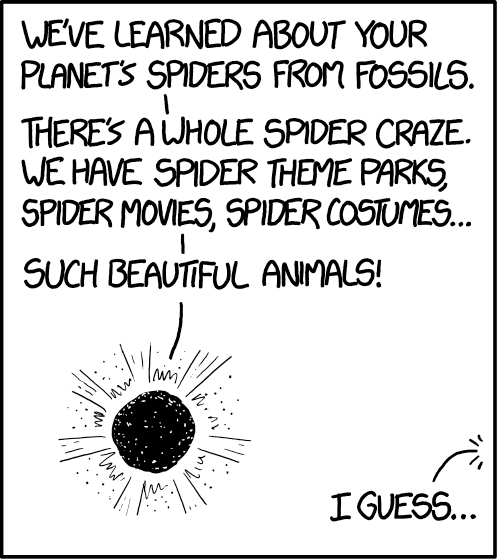 WE'VE LEARNED ABOUT YOUR
PLANET'S SPIDERS FROM FOSSILS.
THERE'S A WHOLE SPIDER CRAZE.
WE HAVE SPIDER THEME PARKS,
SPIDER MOVIES, SPIDER COSTUMES...
SUCH BEAUTIFUL ANIMALS!
I GUESS...